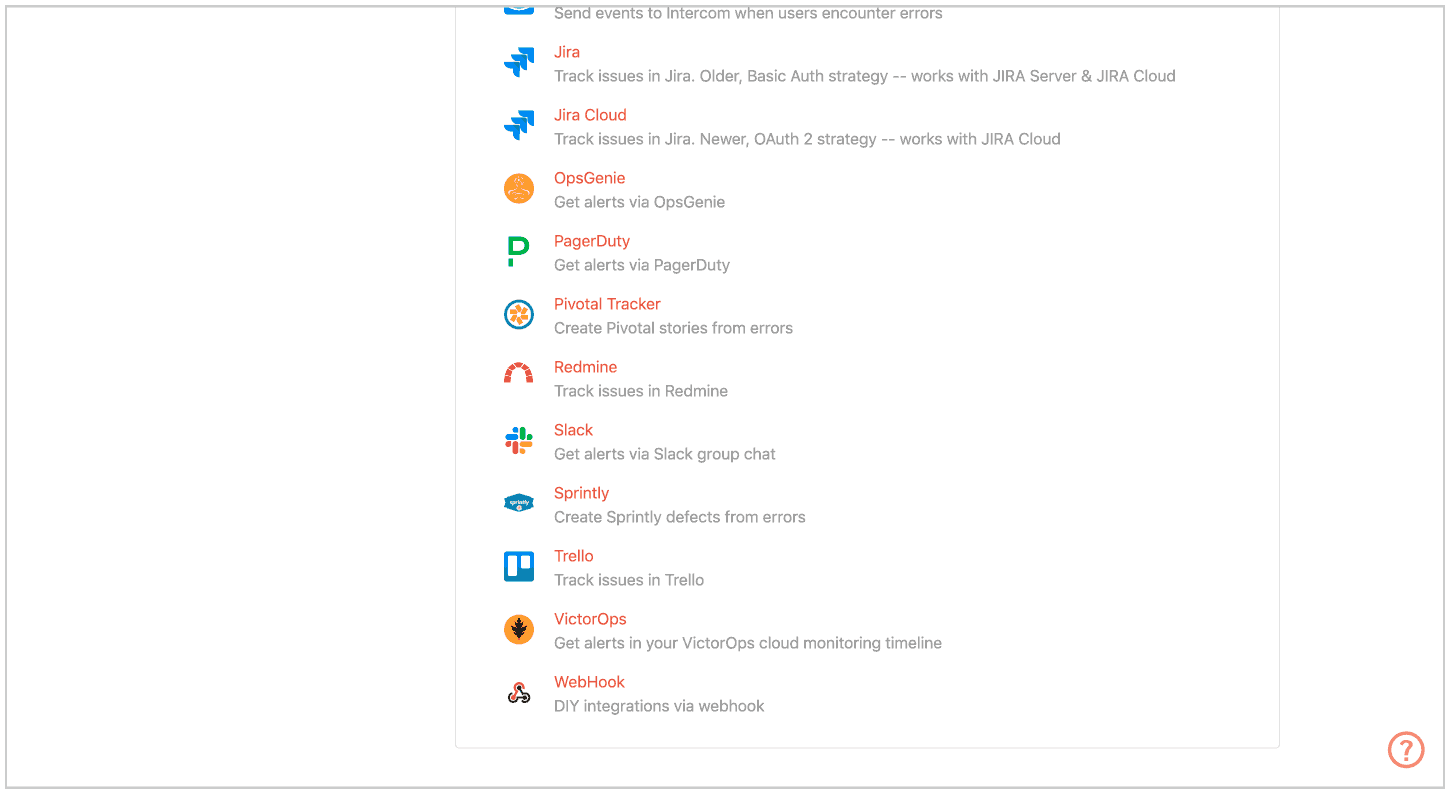 Send events to Intercom when users encounter errors
Jira
Track issues in Jira. Older, Basic Auth strategy -- works with JIRA Server & JIRA Cloud
Jira Cloud
Track issues in Jira. Newer, OAuth 2 strategy -- works with JIRA Cloud
OpsGenie
Get alerts via OpsGenie
PagerDuty
Get alerts via PagerDuty
Pivotal Tracker
Create Pivotal stories from errors
Redmine
Track issues in Redmine
Slack
Get alerts via Slack group chat
sprintly
Sprintly
Create Sprintly defects from errors
Trello
Track issues in Trello
VictorOps
Get alerts in your VictorOps cloud monitoring timeline
WebHook
DIY integrations via webhook
?